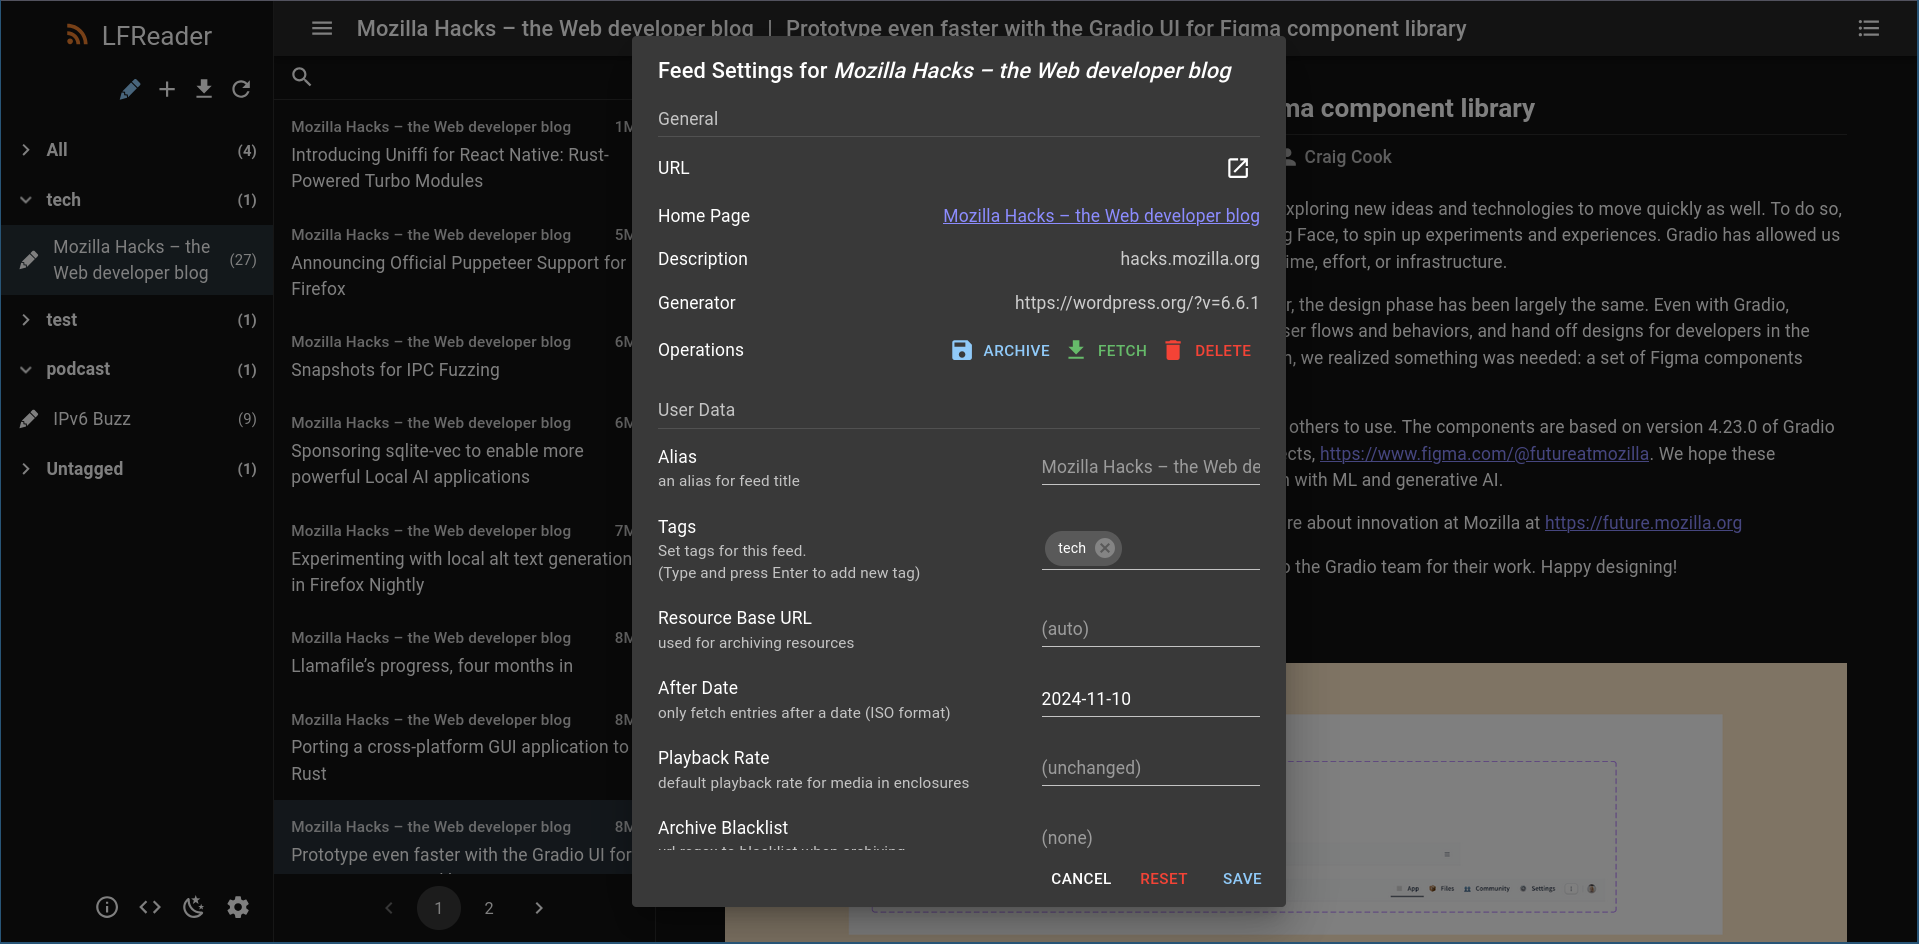 LFReader
All (4)
tech (1)
Mozilla Hacks – the
Web developer blog (27)
test (1)
podcast (1)
IPv6 Buzz (9)
Untagged (1)
Mozilla Hacks – the Web developer blog | Prototype even faster with the Gradio UI for Figma component library
Mozilla Hacks – the Web developer blog 1M
Introducing Uniffi for React Native: Rust-
Powered Turbo Modules
Mozilla Hacks – the Web developer blog 5M
Announcing Official Puppeteer Support for
Firefox
Mozilla Hacks – the Web developer blog 6M
Snapshots for IPC Fuzzing
Mozilla Hacks – the Web developer blog 6M
Sponsoring sqlite-vec to enable more
powerful Local AI applications
Mozilla Hacks – the Web developer blog 7M
Experimenting with local alt text generation
in Firefox Nightly
Mozilla Hacks – the Web developer blog 8M
Llamafile’s progress, four months in
Mozilla Hacks – the Web developer blog 8M
Porting a cross-platform GUI application to
Rust
Mozilla Hacks – the Web developer blog 8M
Prototype even faster with the Gradio UI for
1 2
Feed Settings for Mozilla Hacks – the Web developer blog
General
URL
Home Page Mozilla Hacks – the Web developer blog
Description hacks.mozilla.org
Generator https://wordpress.org/?v=6.6.1
Operations ARCHIVE FETCH DELETE
User Data
Alias
an alias for feed title
Mozilla Hacks – the Web de
Tags
Set tags for this feed.
(Type and press Enter to add new tag)
tech
Resource Base URL
used for archiving resources
(auto)
After Date
only fetch entries after a date (ISO format)
2024-11-10
Playback Rate
default playback rate for media in enclosures
(unchanged)
Archive Blacklist
url regex to blacklist when archiving
(none)
CANCEL RESET SAVE
ma component library
Craig Cook
xploring new ideas and technologies to move quickly as well. To do so,
g Face, to spin up experiments and experiences. Gradio has allowed us
ime, effort, or infrastructure.
r, the design phase has been largely the same. Even with Gradio,
ser flows and behaviors, and hand off designs for developers in the
n, we realized something was needed: a set of Figma components
others to use. The components are based on version 4.23.0 of Gradio
cts, https://www.figma.com/@futureatmozilla. We hope these
with ML and generative AI.
re about innovation at Mozilla at https://future.mozilla.org
o the Gradio team for their work. Happy designing!
App Files Community Settings